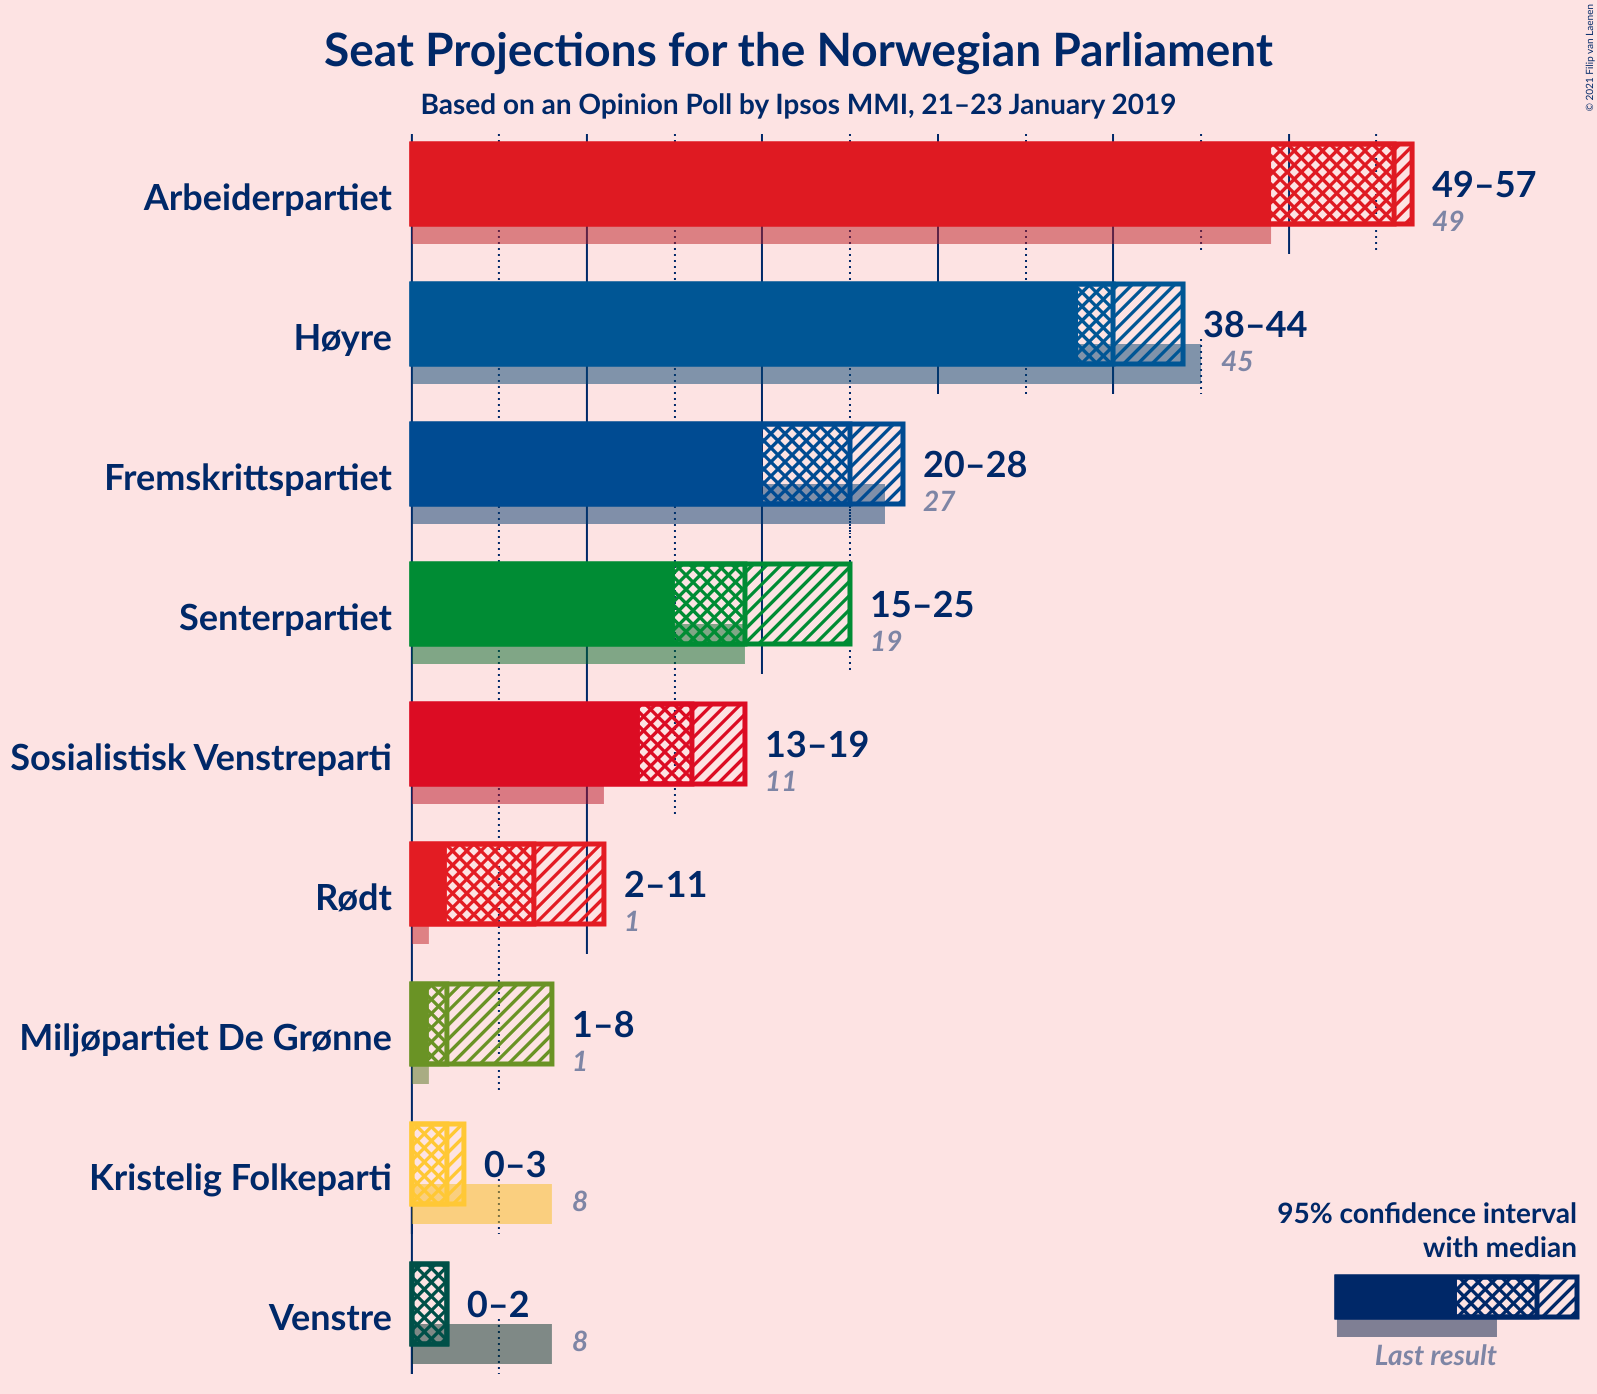 Seat Projections for the Norwegian Parliament
Based on an Opinion Poll by Ipsos MMI, 21–23 January 2019
© 2021 Filip van Laenen
Arbeiderpartiet
49–57
49
Høyre
38–44
45
Fremskrittspartiet
20–28
27
Senterpartiet
15–25
19
Sosialistisk Venstreparti
13–19
11
Rødt
2–11
1
Miljøpartiet De Grønne
1–8
1
Kristelig Folkeparti
0–3
8
Venstre
0–2
8
95% confidence interval
with median
Last result